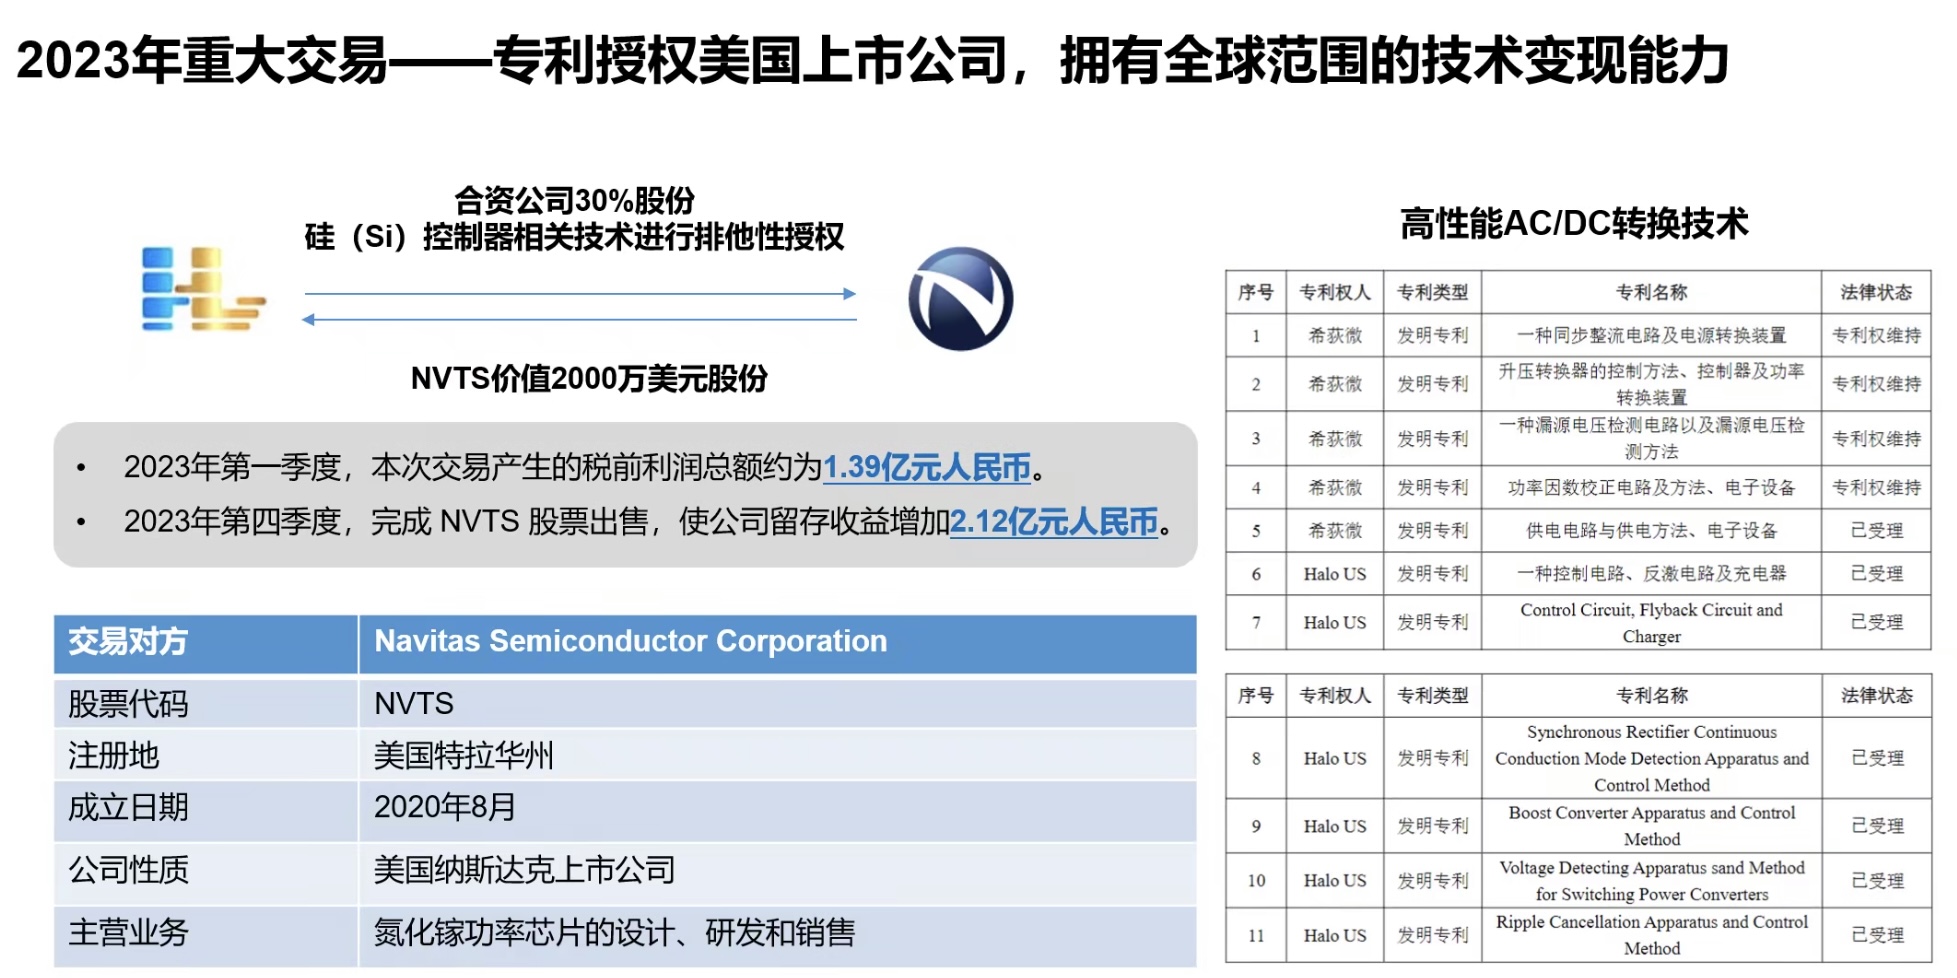 2023年重大交易——专利授权美国上市公司，拥有全球范围的技术变现能力
合资公司30%股份
硅（Si）控制器相关技术进行排他性授权
NVTS价值2000万美元股份
• 2023年第一季度，本次交易产生的税前利润总额约为1.39亿元人民币。
• 2023年第四季度，完成 NVTS 股票出售，使公司留存收益增加2.12亿元人民币。
交易对方 Navitas Semiconductor Corporation
股票代码 NVTS
注册地 美国特拉华州
成立日期 2020年8月
公司性质 美国纳斯达克上市公司
主营业务 氮化镓功率芯片的设计、研发和销售
高性能AC/DC转换技术
序号 专利权人 专利类型 专利名称 法律状态
1 希荻微 发明专利 一种同步整流电路及电源转换装置 专利权维持
2 希荻微 发明专利 升压转换器的控制方法、控制器及功率
转换装置 专利权维持
3 希荻微 发明专利 一种漏源电压检测电路以及漏源电压检
测方法 专利权维持
4 希荻微 发明专利 功率因数校正电路及方法、电子设备 专利权维持
5 希荻微 发明专利 供电电路与供电方法、电子设备 已受理
6 Halo US 发明专利 一种控制电路、反激电路及充电器 已受理
7 Halo US 发明专利 Control Circuit, Flyback Circuit and
Charger 已受理
序号 专利权人 专利类型 专利名称 法律状态
8 Halo US 发明专利 Synchronous Rectifier Continuous
Conduction Mode Detection Apparatus and
Control Method 已受理
9 Halo US 发明专利 Boost Converter Apparatus and Control
Method 已受理
10 Halo US 发明专利 Voltage Detecting Apparatus sand Method
for Switching Power Converters 已受理
11 Halo US 发明专利 Ripple Cancellation Apparatus and Control
Method 已受理